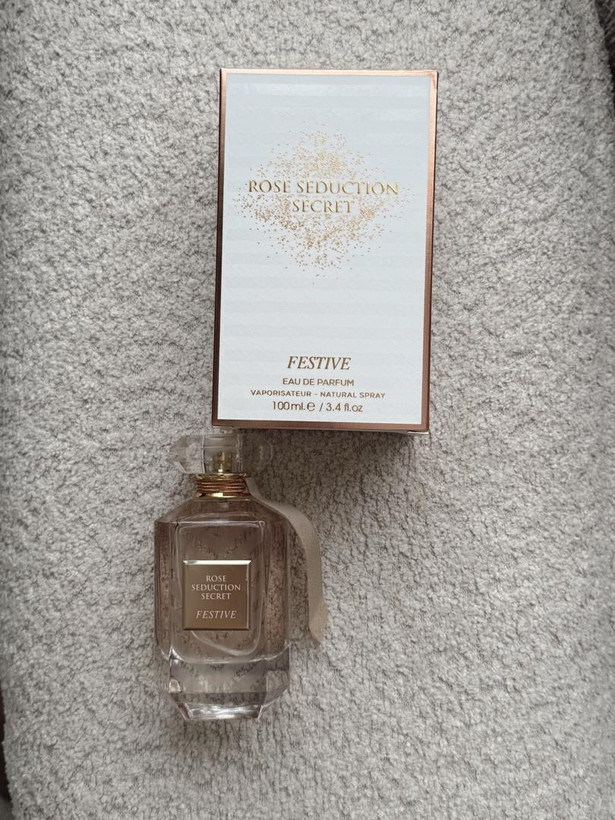 ROSE SEDUCTION
SECRET
FESTIVE
EAU DE PARFUM
VAPORISATEUR - NATURAL SPRAY
100ml.e / 3.4 fl.oz
ROSE
SEDUCTION
SECRET
FESTIVE